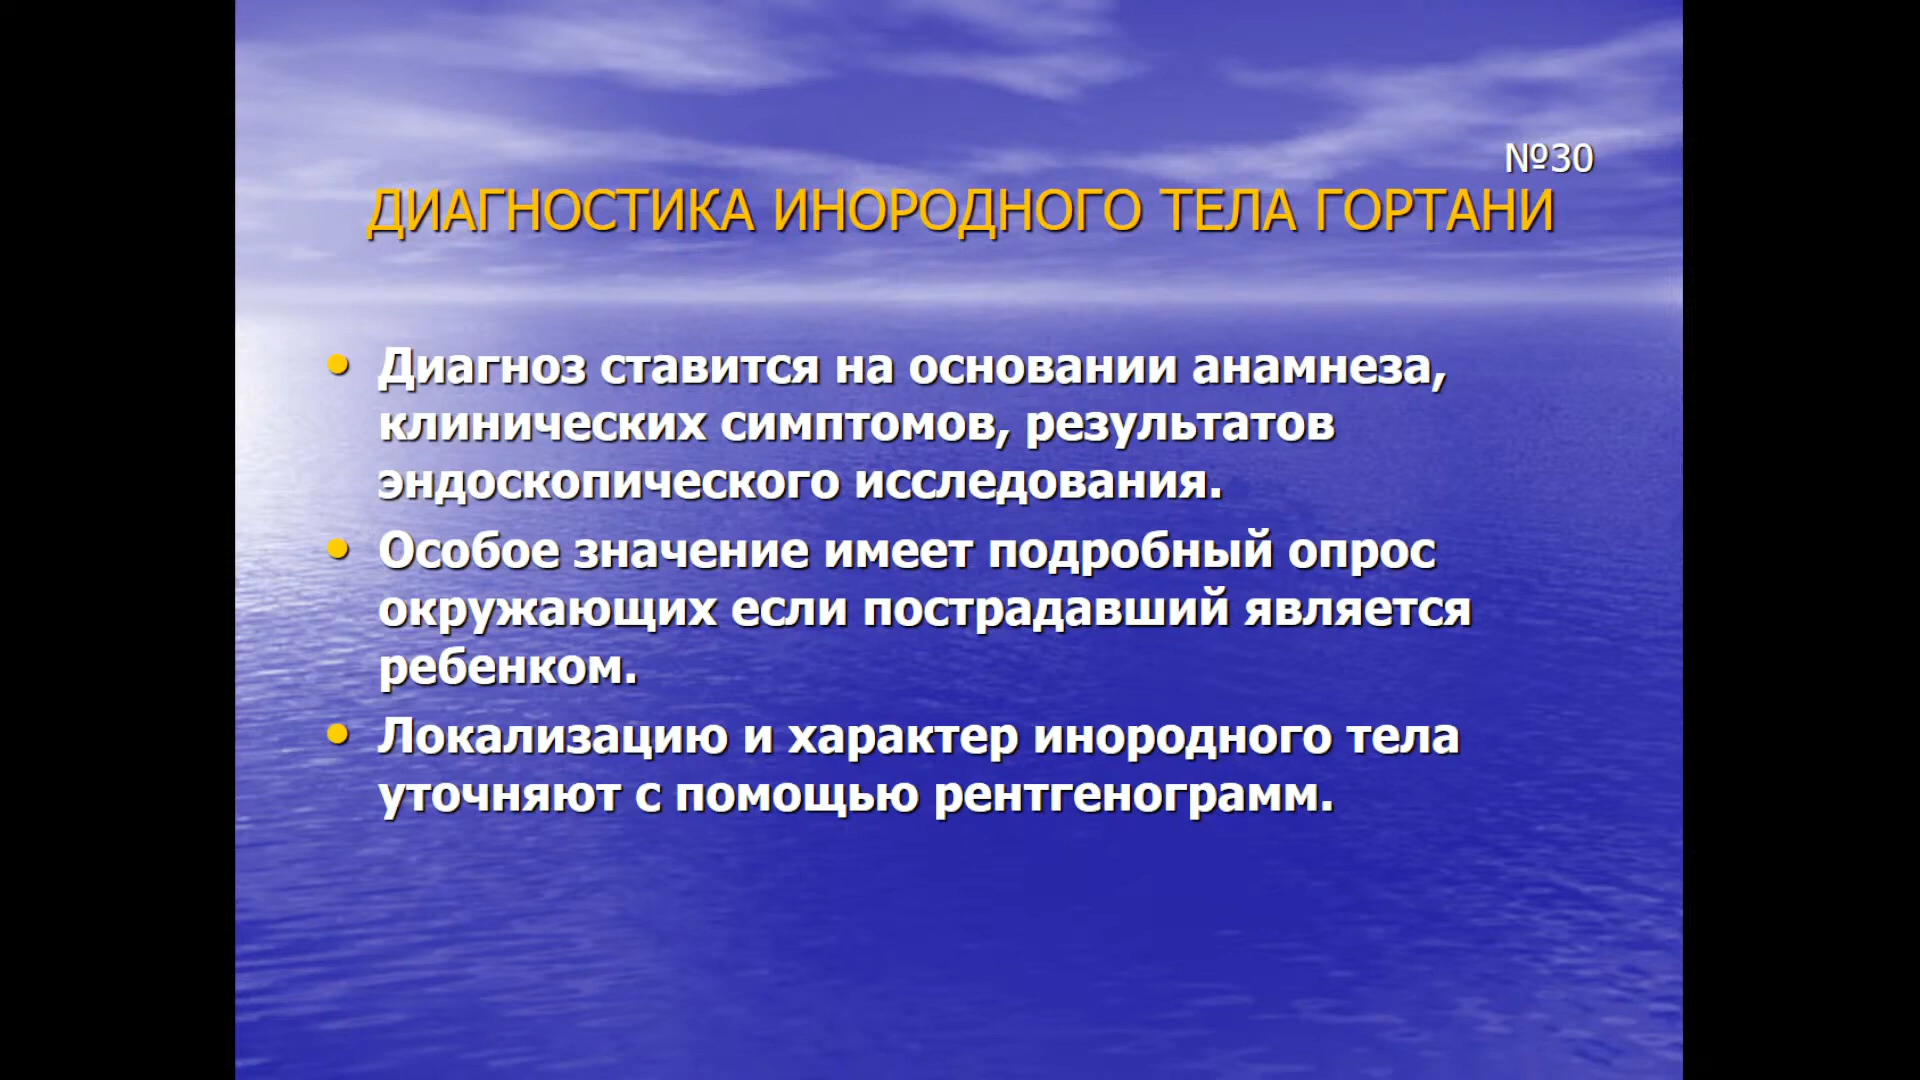 №30
ДИАГНОСТИКА ИНОРОДНОГО ТЕЛА ГОРТАНИ
• Диагноз ставится на основании анамнеза,
клинических симптомов, результатов
эндоскопического исследования.
• Особое значение имеет подробный опрос
окружающих если пострадавший является
ребенком.
• Локализацию и характер инородного тела
уточняют с помощью рентгенограмм.